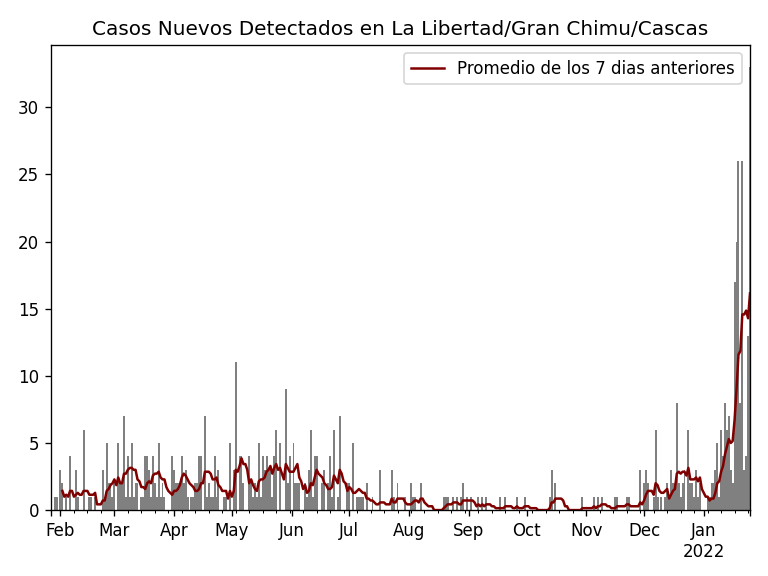 Casos Nuevos Detectados en La Libertad/Gran Chimu/Cascas
Promedio de los 7 dias anteriores
30
25
20
15
10
5
0
Feb Mar Apr May Jun Jul Aug Sep Oct Nov Dec Jan
2022